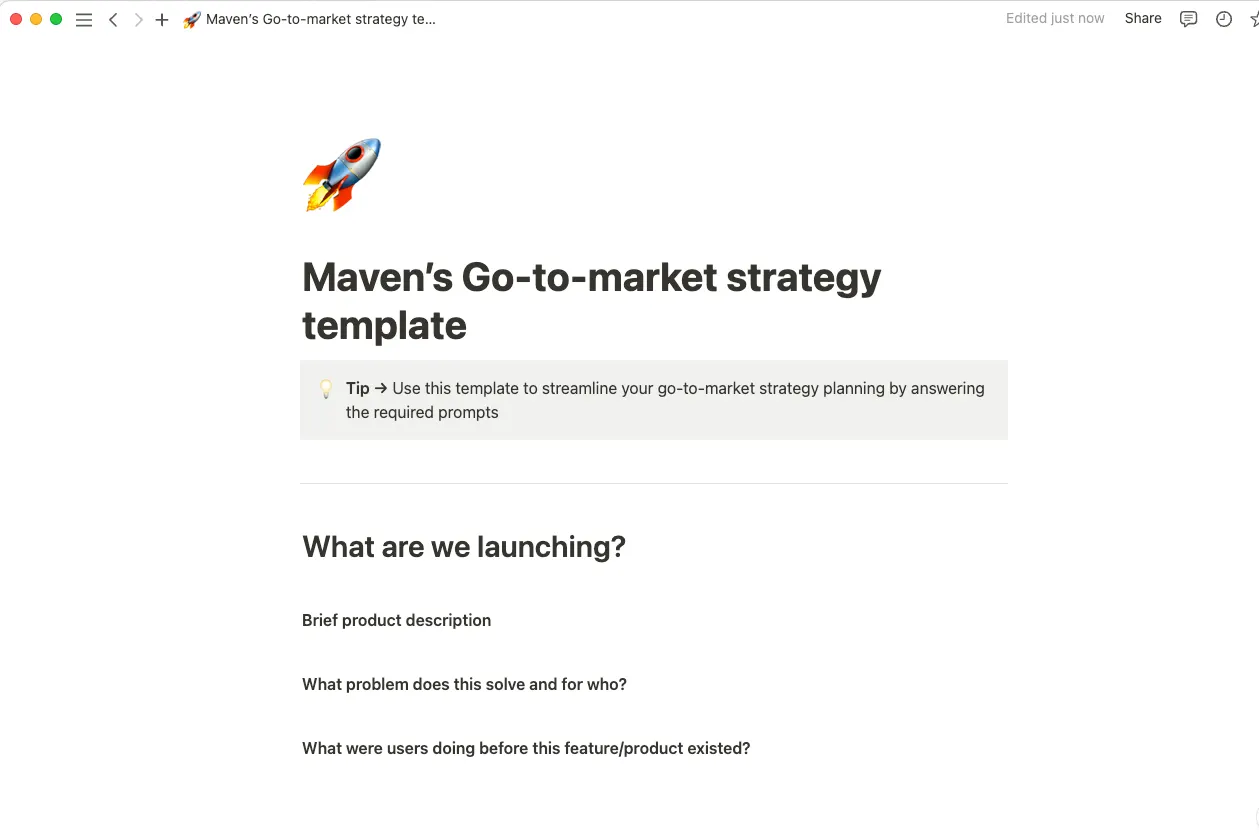 Maven's Go-to-market strategy te...
Edited just now
Share
Maven's Go-to-market strategy
template
Tip → Use this template to streamline your go-to-market strategy planning by answering
the required prompts
What are we launching?
Brief product description
What problem does this solve and for who?
What were users doing before this feature/product existed?